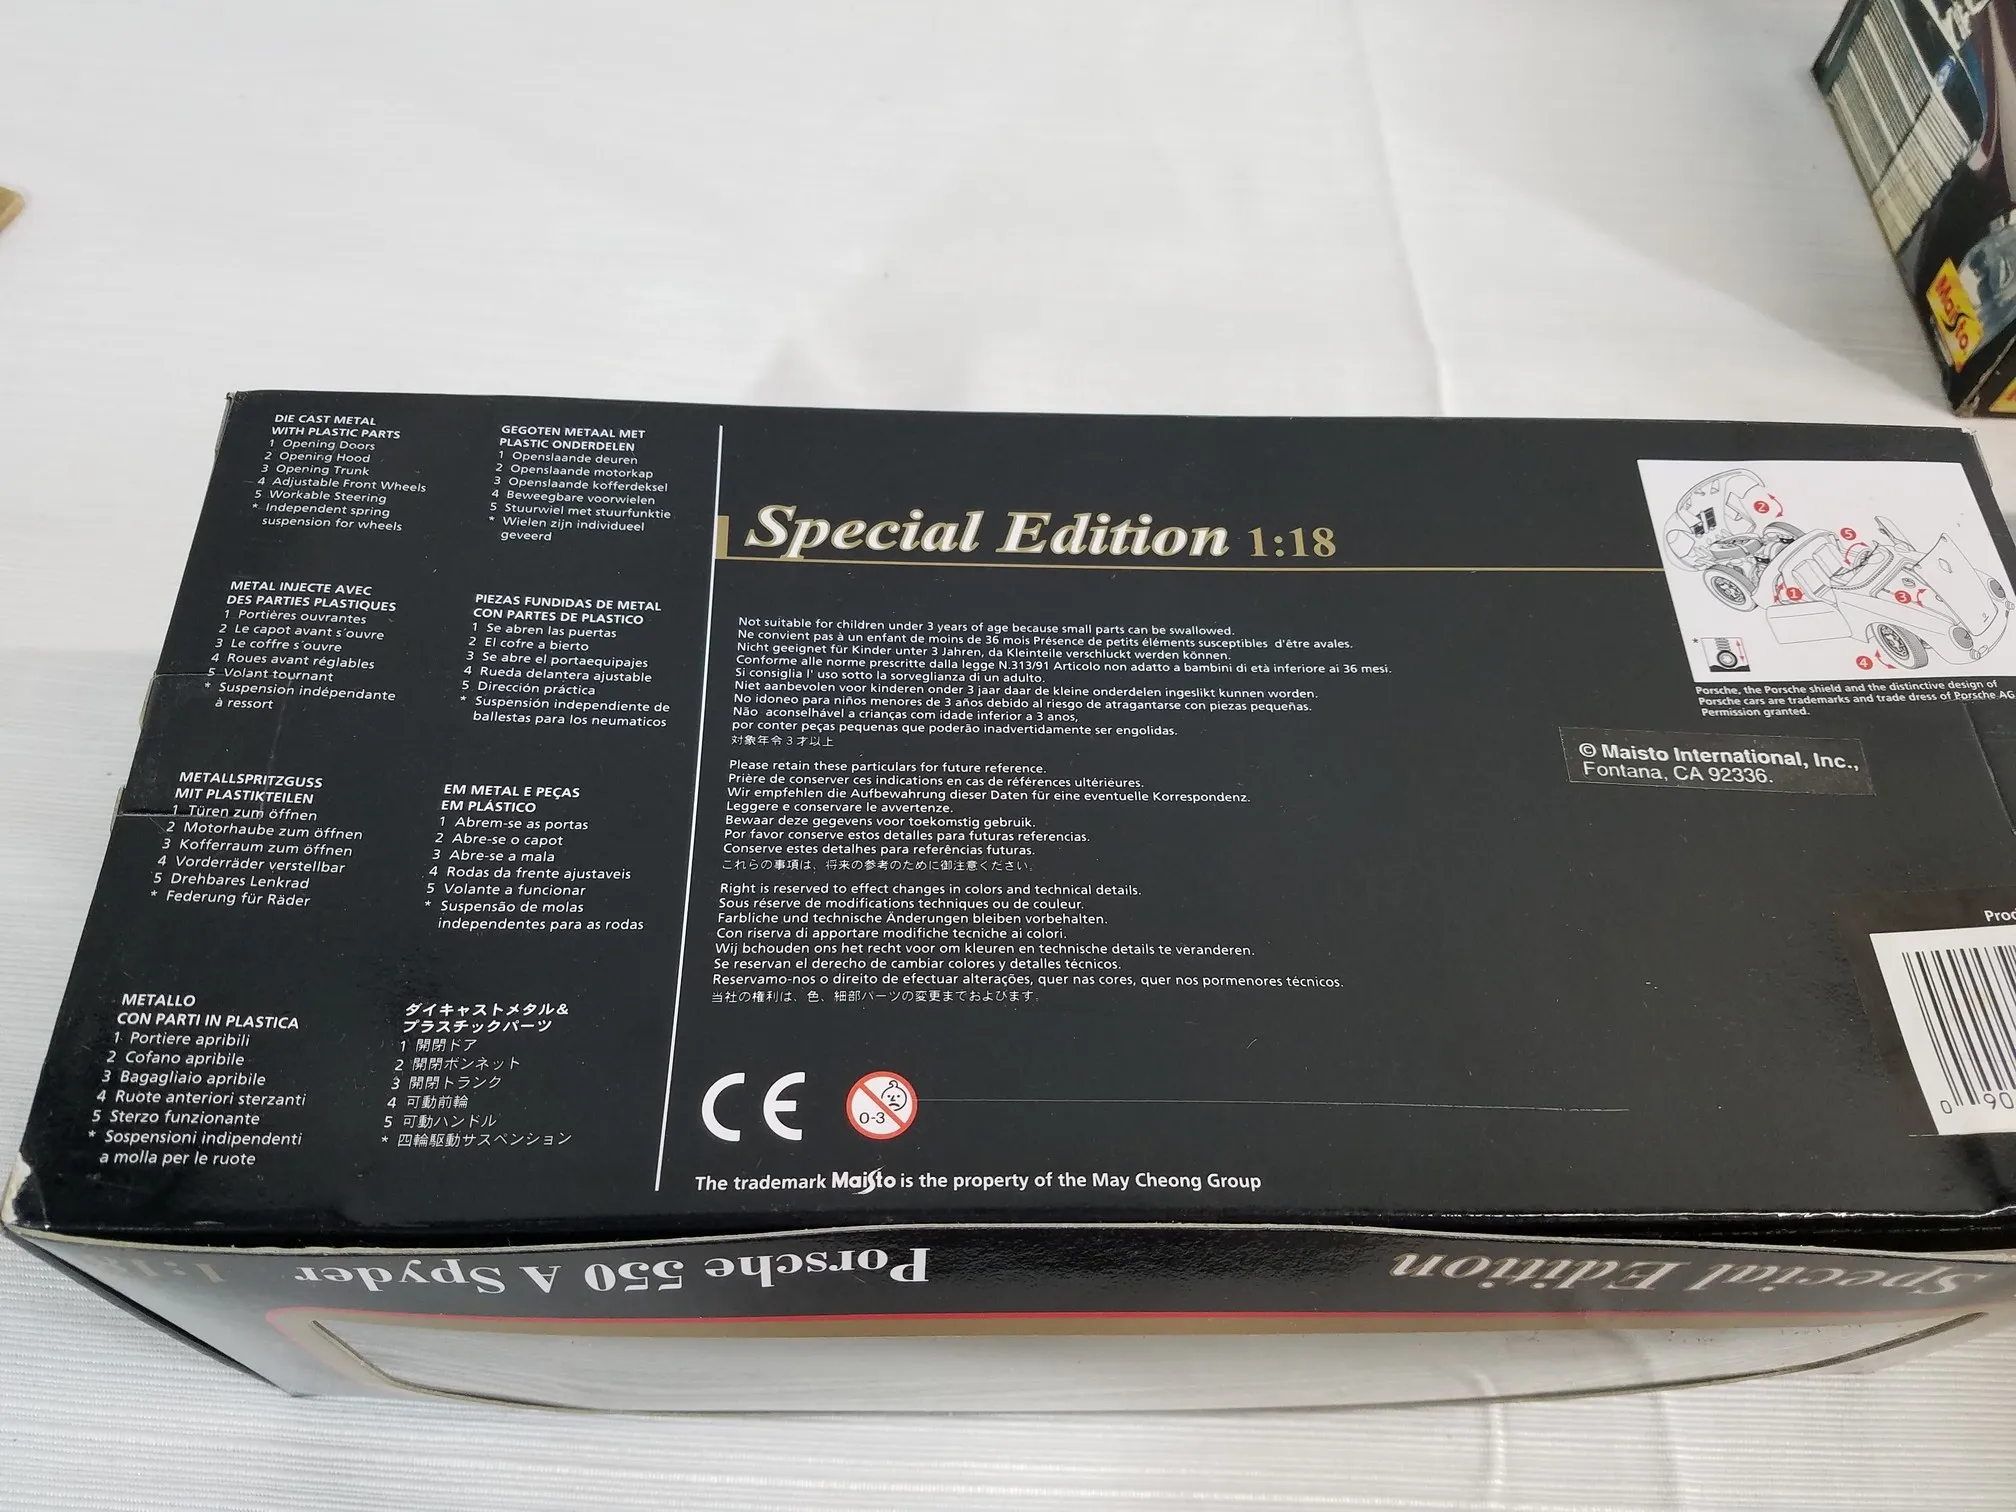 DIE CAST METAL
WITH PLASTIC PARTS
1 Opening Doors
2 Opening Hood
3 Opening Trunk
4 Adjustable Front Wheels
5 Workable Steering
* Independent spring
suspension for wheels
GEGOTEN METAAL MET
PLASTIC ONDERDELEN
1 Openslaande deuren
2 Openslaande motorkap
3 Openslaande kofferdeksel
4 Beweegbare voorwielen
5 Stuurwiel met stuurfunktie
* Wielen zijn individueel
geveerd
METAL INJECTE AVEC
DES PARTIES PLASTIQUES
1 Portières ouvrantes
2 Le capot avant s'ouvre
3 Le coffre s'ouvre
4 Roues avant réglables
5 Volant tournant
* Suspension indépendante
à ressort
PIEZAS FUNDIDAS DE METAL
CON PARTES DE PLASTICO
1 Se abren las puertas
2 El cofre a bierto
3 Se abre el portaequipajes
4 Rueda delantera ajustable
5 Dirección práctica
* Suspensión independiente de
ballestas para los neumaticos
METALLSPRITZGUSS
MIT PLASTIKTEILEN
1 Türen zum öffnen
2 Motorhaube zum öffnen
3 Kofferraum zum öffnen
4 Vorderräder verstellbar
5 Drehbares Lenkrad
* Federung für Räder
EM METAL E PEÇAS
EM PLÁSTICO
1 Abrem-se as portas
2 Abre-se o capot
3 Abre-se a mala
4 Rodas da frente ajustaveis
5 Volante a funcionar
* Suspensão de molas
independentes para as rodas
METALLO
CON PARTI IN PLASTICA
1 Portiere apribili
2 Cofano apribile
3 Bagagliaio apribile
4 Ruote anteriori sterzanti
5 Sterzo funzionante
* Sospensioni indipendenti
a molla per le ruote
ダイキャストメタル&
プラスチックパーツ
1 開閉ドア
2 開閉ボンネット
3 開閉トランク
4 可動前輪
5 可動ハンドル
* 四輪駆動サスペンション
Special Edition 1:18
Not suitable for children under 3 years of age because small parts can be swallowed.
Ne convient pas à un enfant de moins de 36 mois Présence de petits éléments susceptibles d'être avales.
Nicht geeignet für Kinder unter 3 Jahren, da Kleinteile verschluckt werden können.
Conforme alle norme prescritte dalla legge N.313/91 Articolo non adatto a bambini di età inferiore ai 36 mesi.
Si consiglia l' uso sotto la sorveglianza di un adulto.
Niet aanbevolen voor kinderen onder 3 jaar daar de kleine onderdelen ingeslikt kunnen worden.
No idoneo para niños menores de 3 años debido al riesgo de atragantarse con piezas pequeñas.
Não aconselhável a crianças com idade inferior a 3 anos,
por conter peças pequenas que poderão inadvertidamente ser engolidas.
対象年令3才以上
Please retain these particulars for future reference.
Prière de conserver ces indications en cas de références ultérieures.
Wir empfehlen die Aufbewahrung dieser Daten für eine eventuelle Korrespondenz.
Leggere e conservare le avvertenze.
Bewaar deze gegevens voor toekomstig gebruik.
Por favor conserve estos detalles para futuras referencias.
Conserve estes detalhes para referências futuras.
これらの事項は、将来の参考のために御注意ください。
Right is reserved to effect changes in colors and technical details.
Sous réserve de modifications techniques ou de couleur.
Farbliche und technische Änderungen bleiben vorbehalten.
Con riserva di apportare modifiche tecniche ai colori.
Wij bchouden ons het recht voor om kleuren en technische details te veranderen.
Se reservan el derecho de cambiar colores y detalles técnicos.
Reservamo-nos o direito de efectuar alterações, quer nas cores, quer nos pormenores técnicos.
当社の権利は、色、細部パーツの変更までおよびます。
CE
0-3
The trademark Maisto is the property of the May Cheong Group
1
2
3
4
5
*
Porsche, the Porsche shield and the distinctive design of
Porsche cars are trademarks and trade dress of Porsche AG
Permission granted.
© Maisto International, Inc.,
Fontana, CA 92336.
0 90
Special Edition
Porsche 550 A Spyder 1:18
Maisto